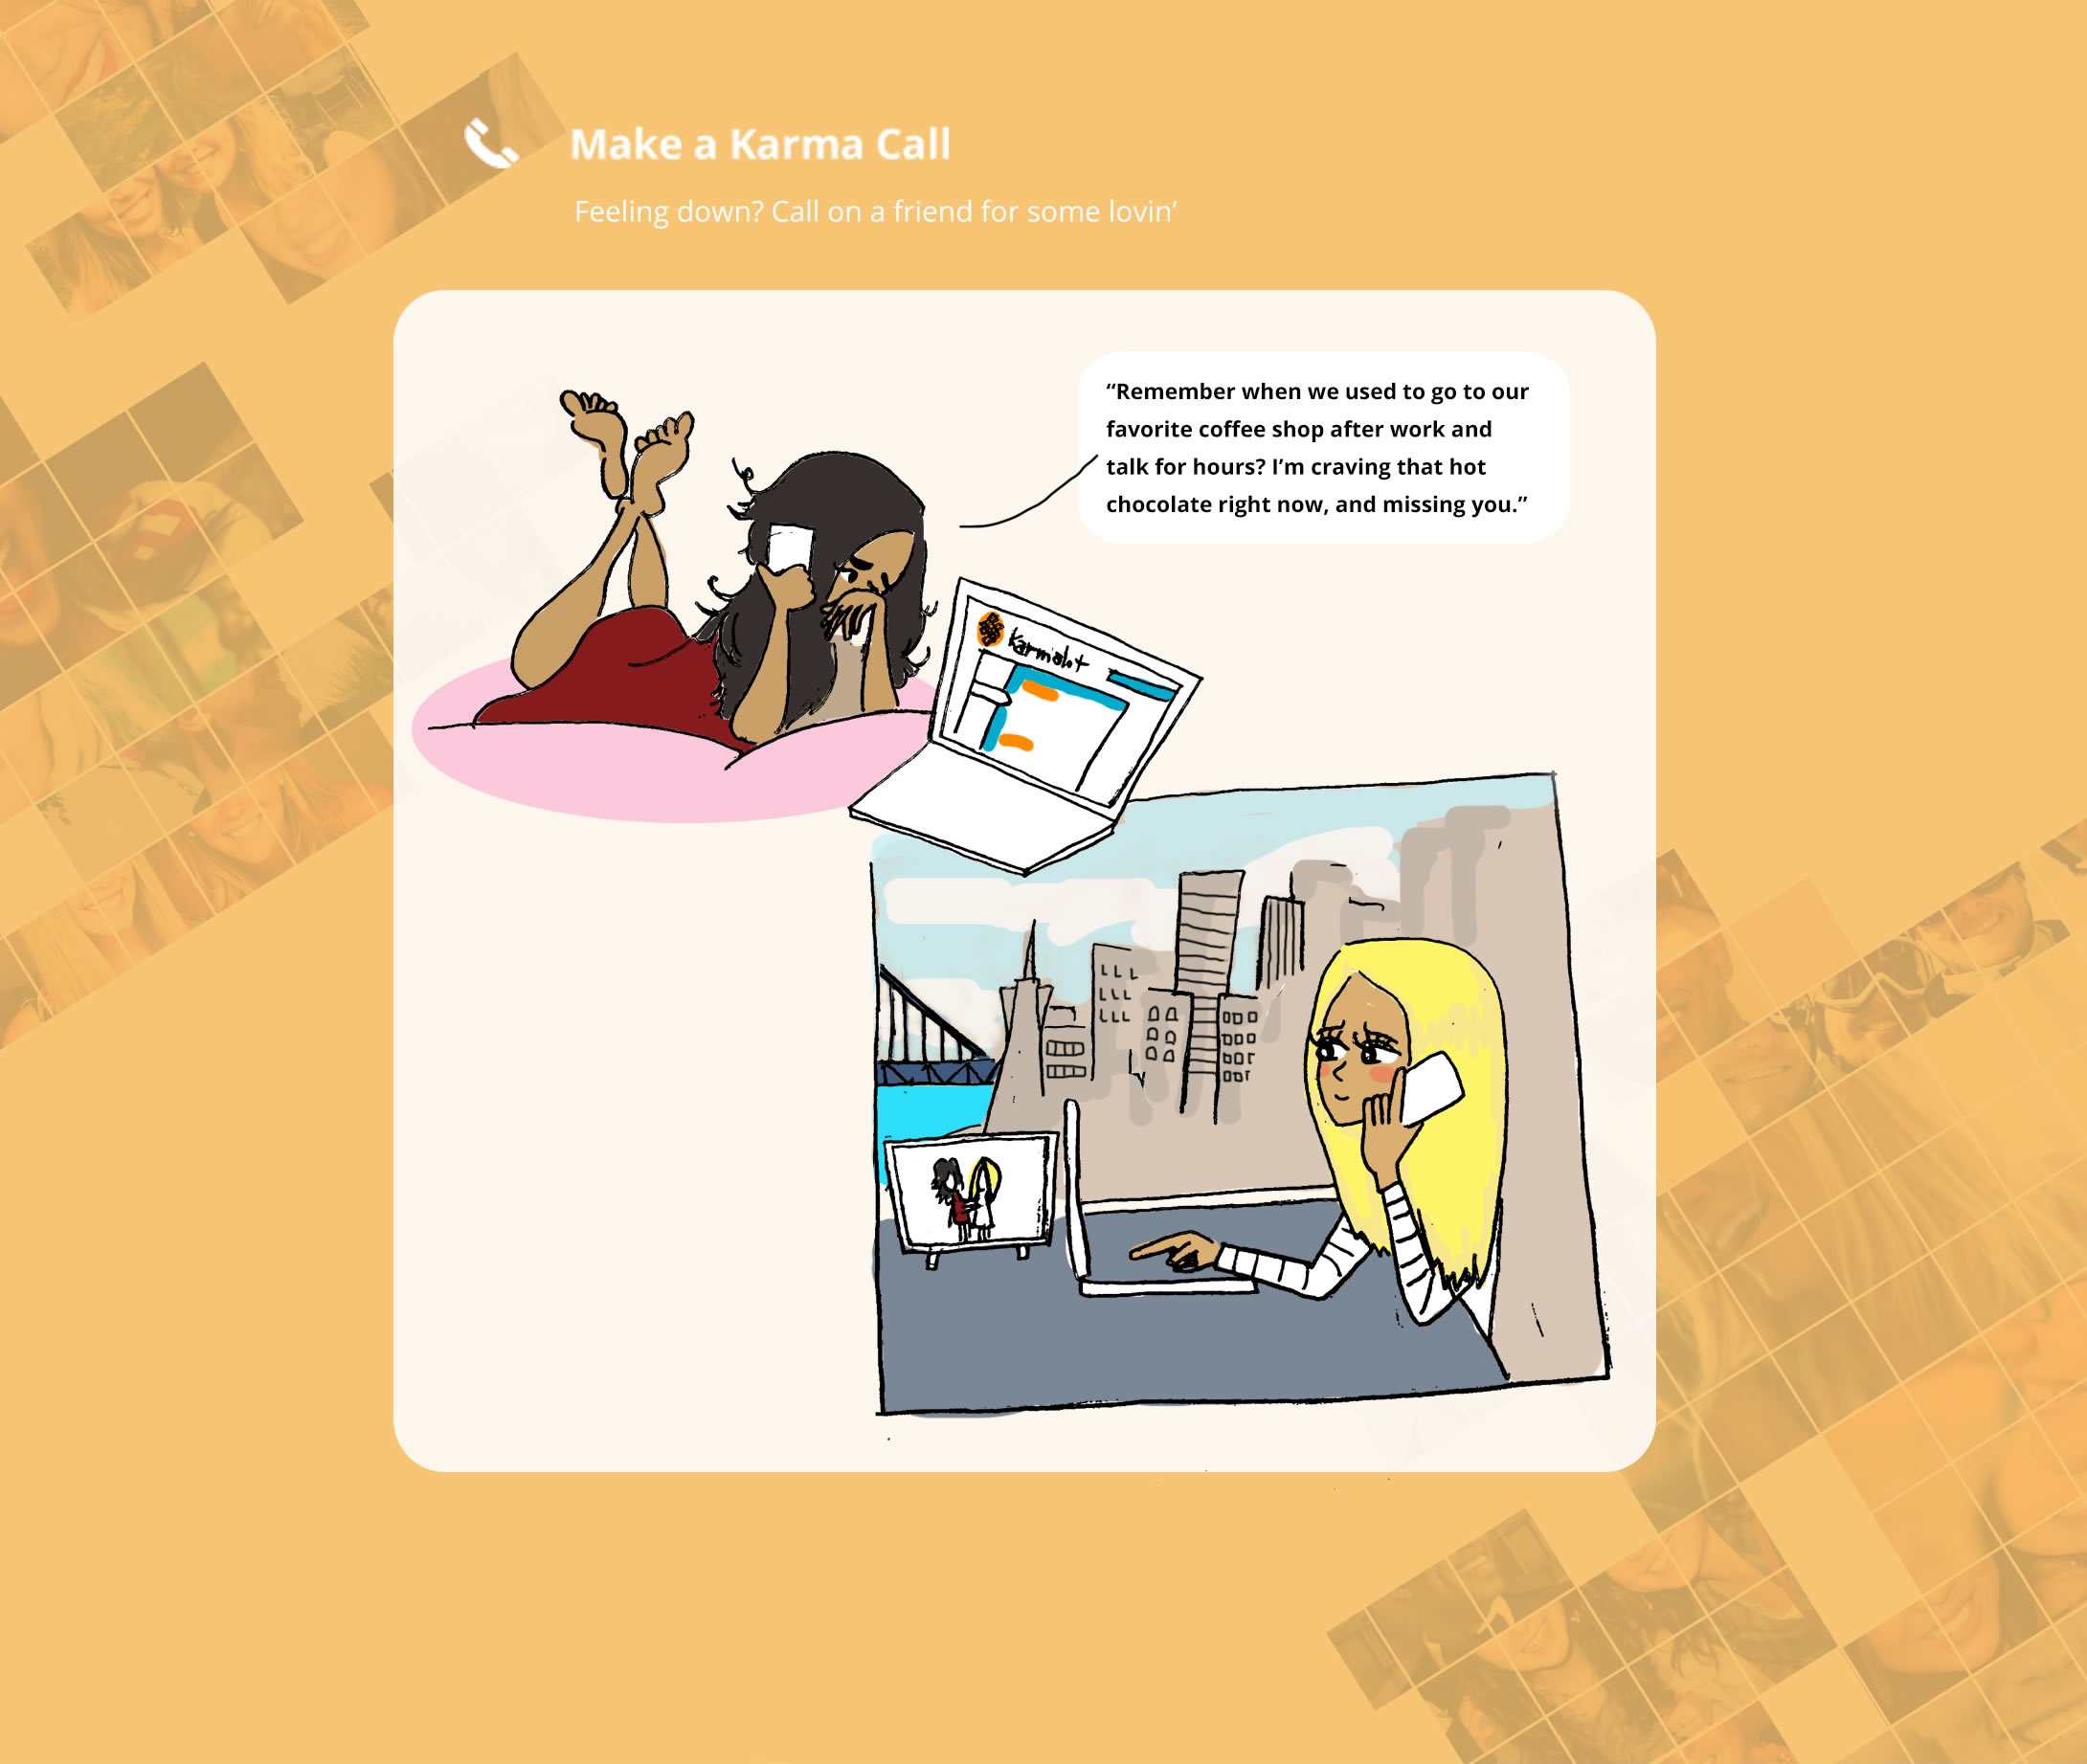 Make a Karma Call
Feeling down? Call on a friend for some lovin’
“Remember when we used to go to our
favorite coffee shop after work and
talk for hours? I’m craving that hot
chocolate right now, and missing you.”
Karmalot